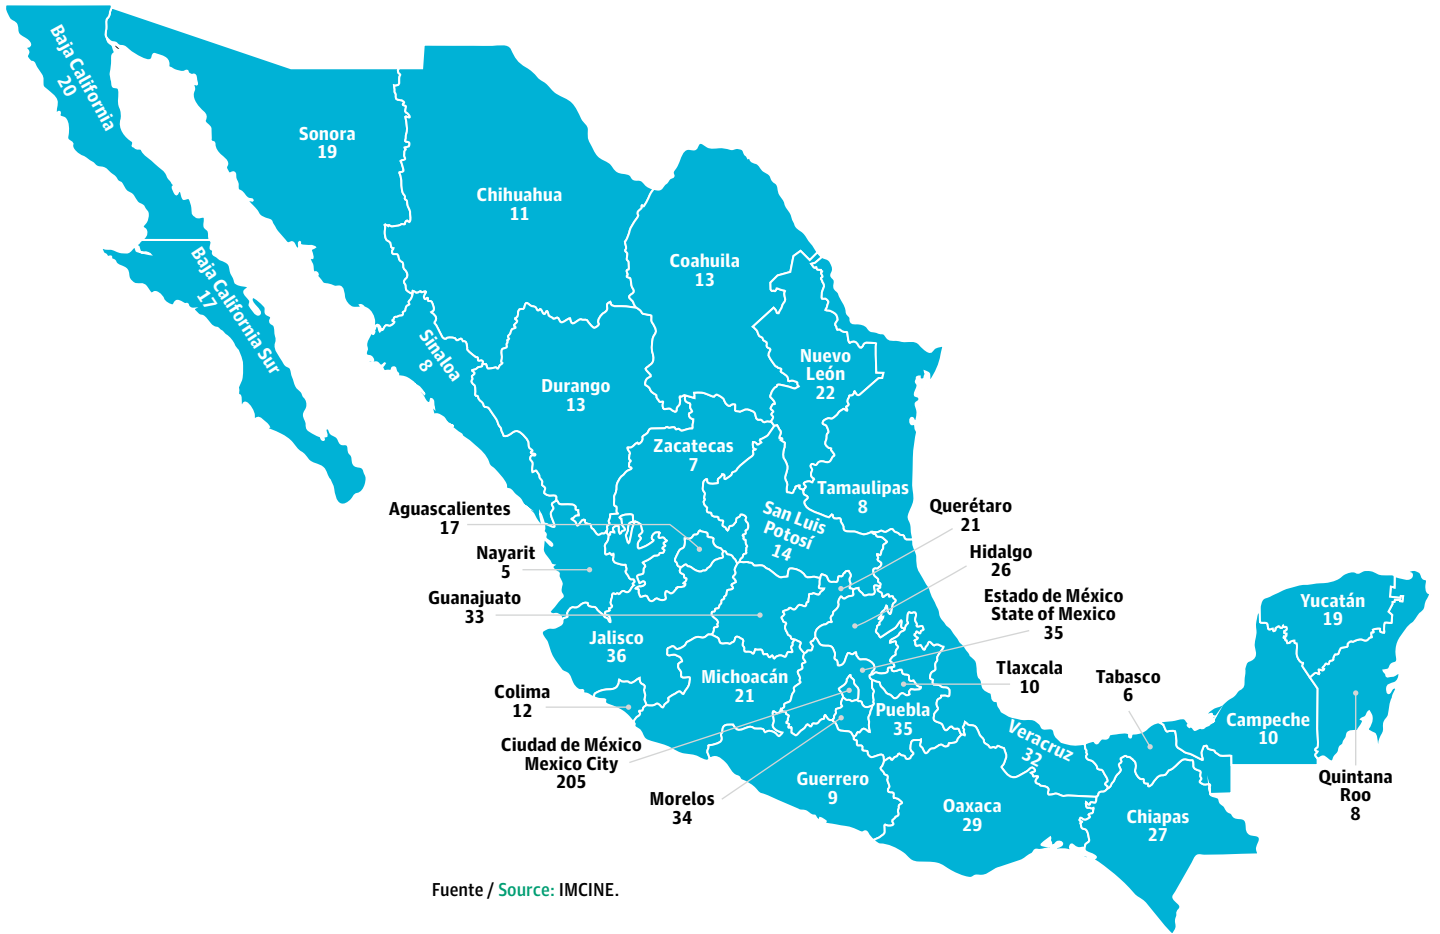 Baja California
20
Sonora
19
Chihuahua
11
Coahuila
13
Baja California Sur
17
Sinaloa
8
Nuevo
León
22
Durango
13
Zacatecas
7
Tamaulipas
8
San Luis
Potosí
14
Aguascalientes
17
Querétaro
21
Nayarit
5
Hidalgo
26
Guanajuato
33
Estado de México
State of Mexico
35
Yucatán
19
Jalisco
36
Michoacán
21
Tlaxcala
10
Tabasco
6
Colima
12
Puebla
35
Campeche
10
Ciudad de México
Mexico City
205
Veracruz
32
Guerrero
9
Morelos
34
Oaxaca
29
Chiapas
27
Quintana
Roo
8
Fuente / Source: IMCINE.